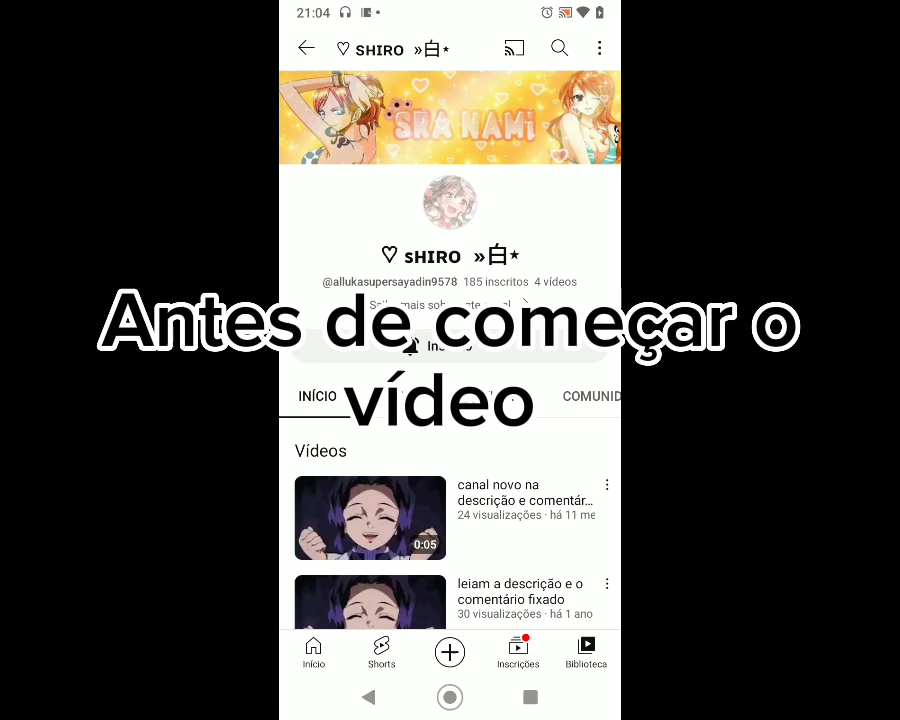 21:04
♡ SHIRO »白⋆
SRA NAMI
♡ SHIRO »白⋆
@allukasupersayadin9578 185 inscritos 4 vídeos
mais
Antes de começar o
vídeo
INÍCIO
COMUNID
Vídeos
canal novo na
descrição e comentár...
24 visualizações · há 11 me
0:05
leiam a descrição e o
comentário fixado
30 visualizações · há 1 ano
Início
Shorts
Inscrições
Biblioteca